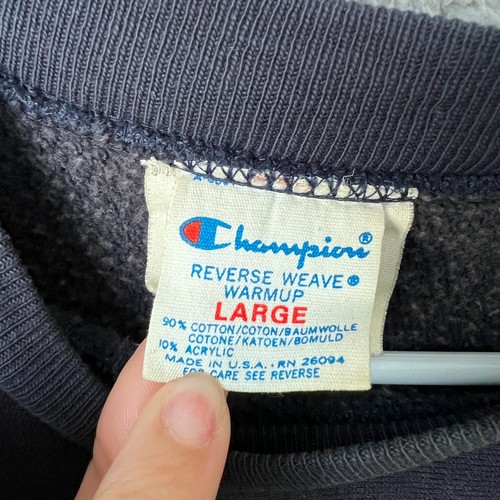 Champion®
REVERSE WEAVE®
WARMUP
LARGE
90% COTTON/COTON/BAUMWOLLE
COTONE/KATOEN/BOMULD
10% ACRYLIC
MADE IN U.S.A. · RN 26094
FOR CARE SEE REVERSE